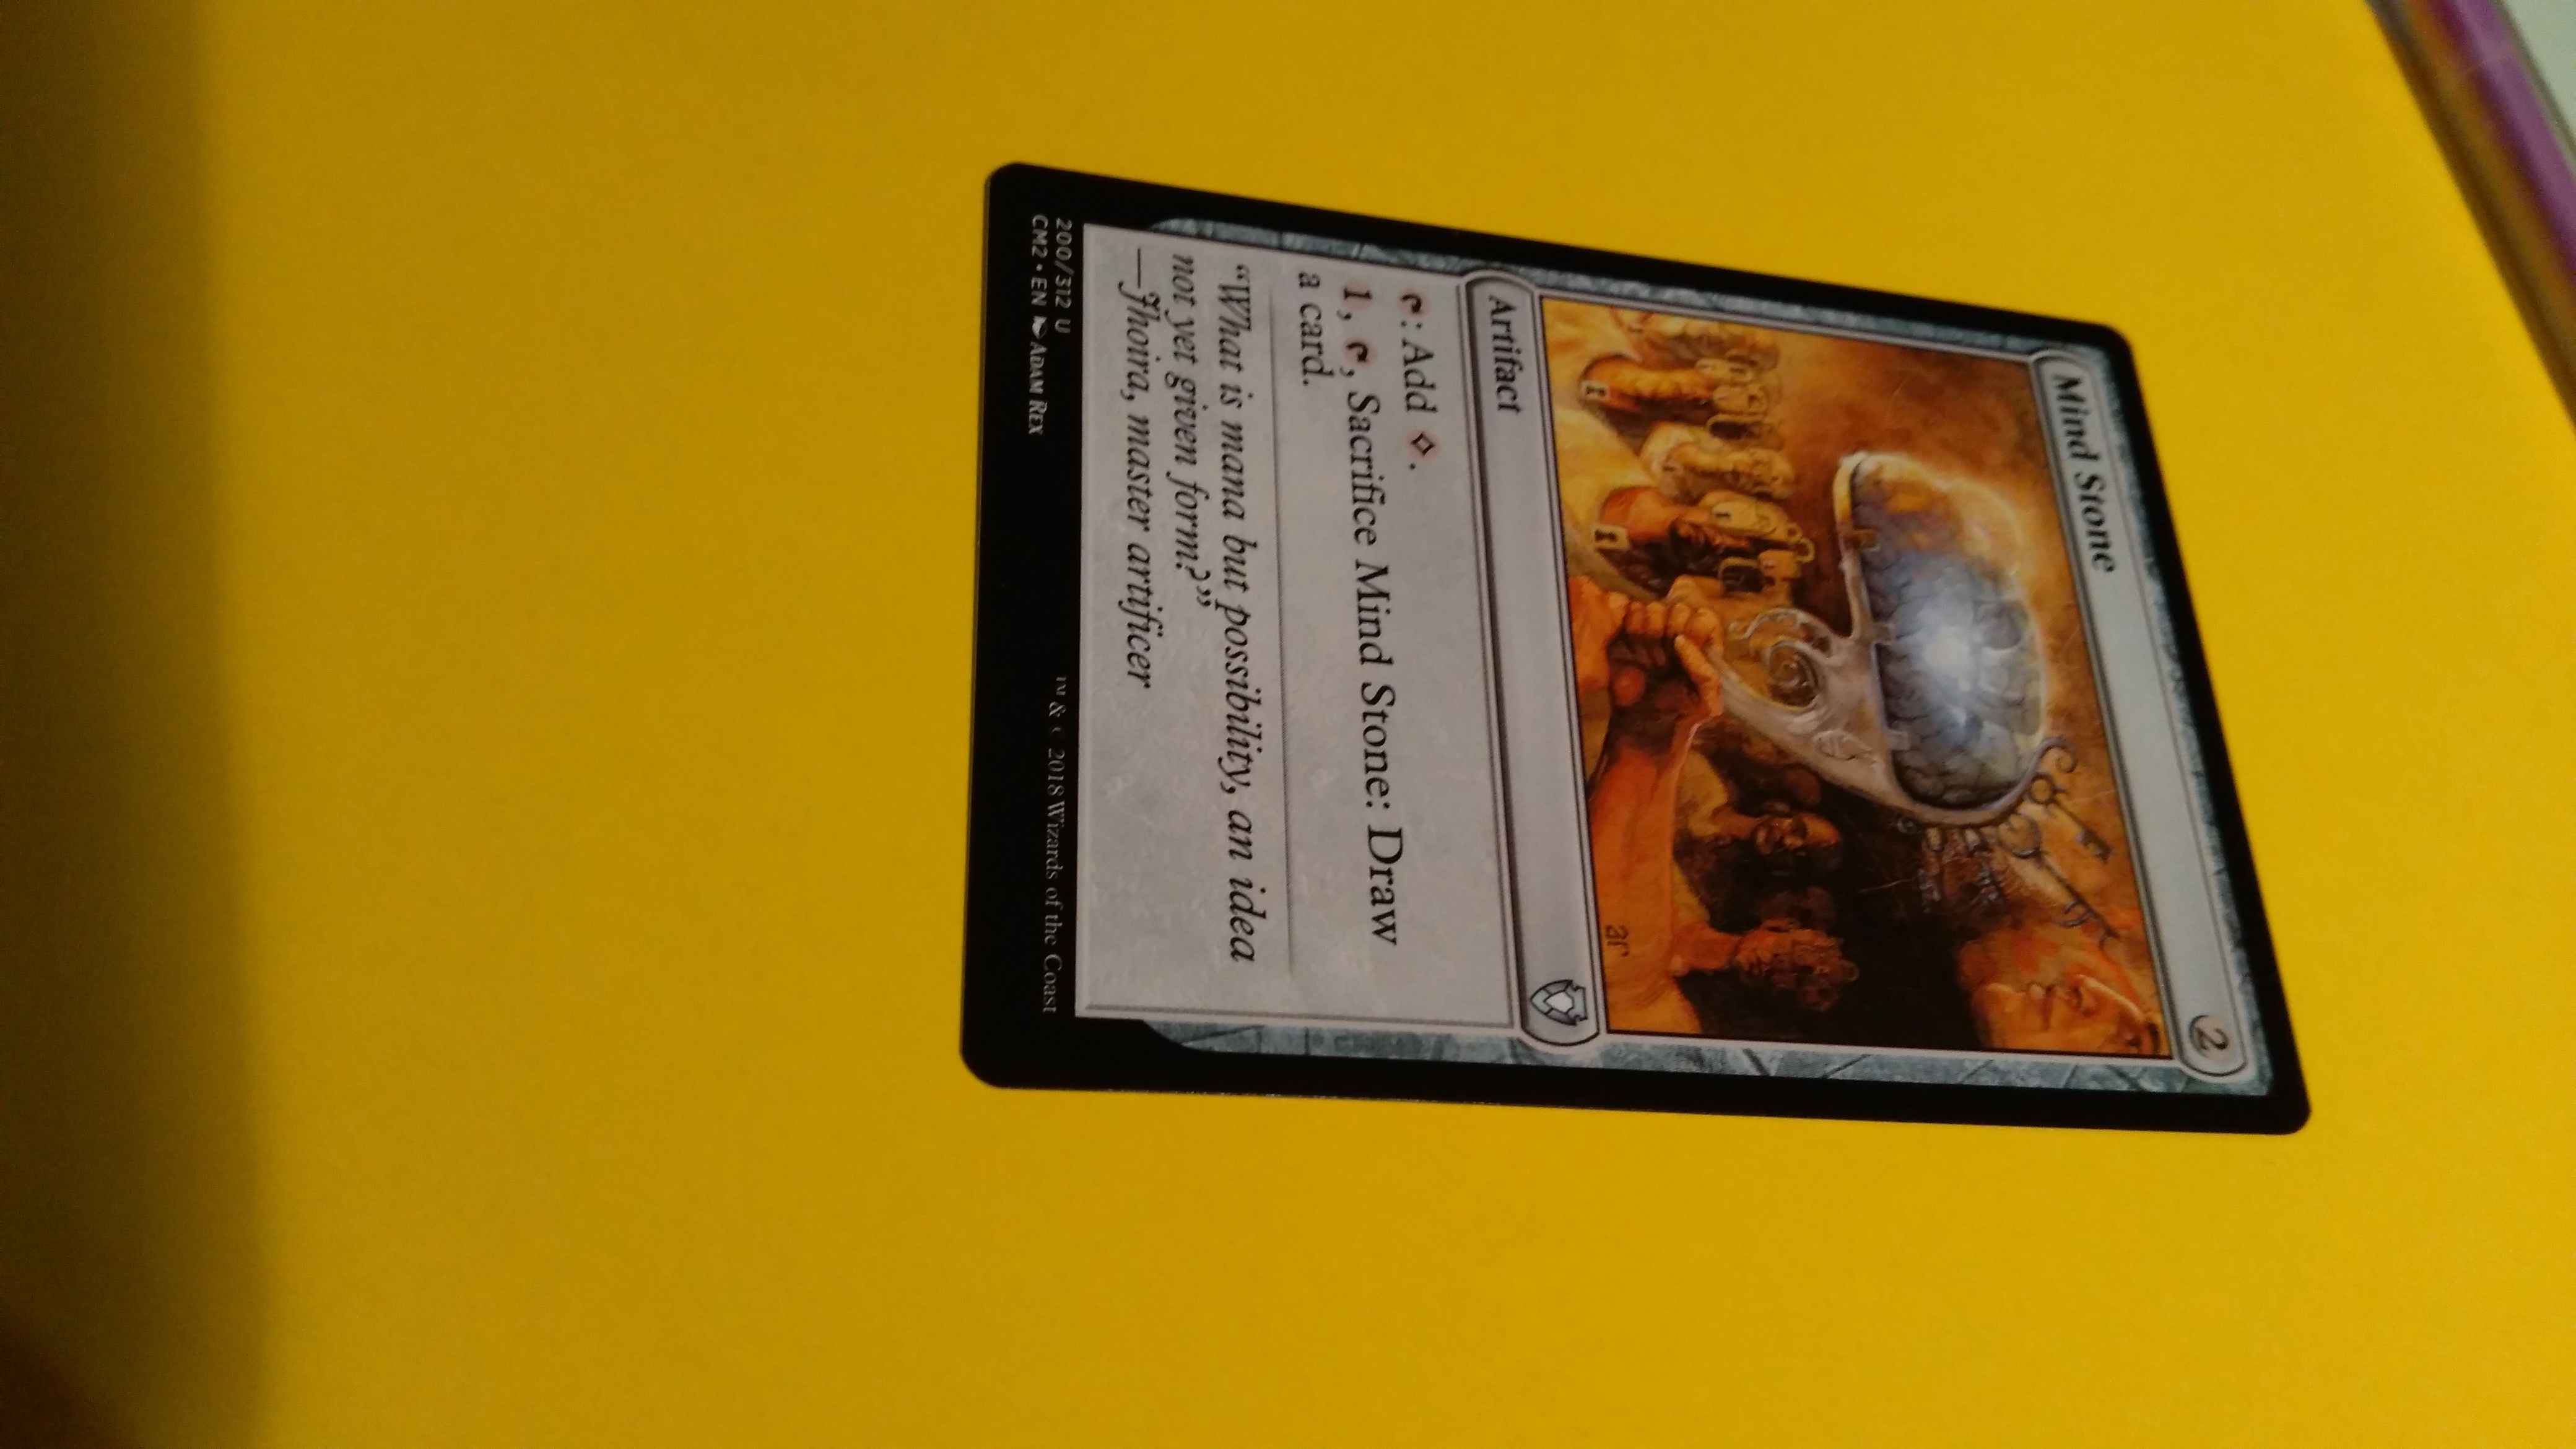 Mind Stone 2
Artifact
: Add .
1, , Sacrifice Mind Stone: Draw
a card.
“What is mana but possibility, an idea
not yet given form?”
—Jhoira, master artificer
200/312 U
CM2 • EN Adam Rex
™ & © 2018 Wizards of the Coast
ar